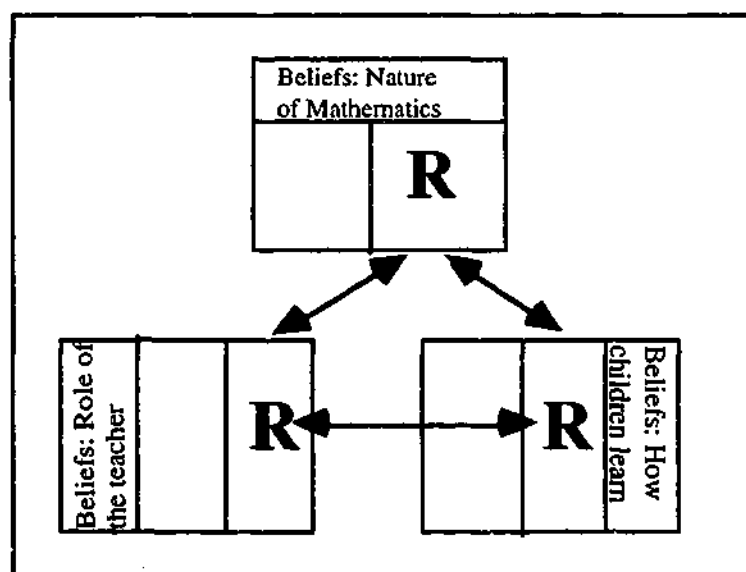 Beliefs: Nature
of Mathematics
R
Beliefs: Role of
the teacher
R
R
Beliefs: How
children learn